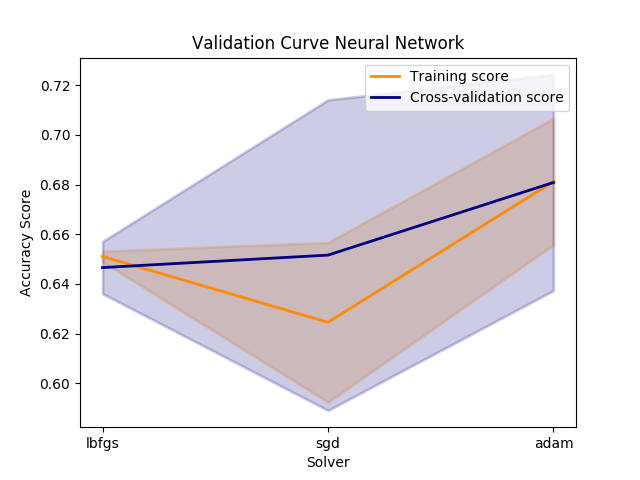 Validation Curve Neural Network
Training score
Cross-validation score
0.72
0.70
0.68
0.66
0.64
0.62
0.60
Accuracy Score
lbfgs
sgd
adam
Solver